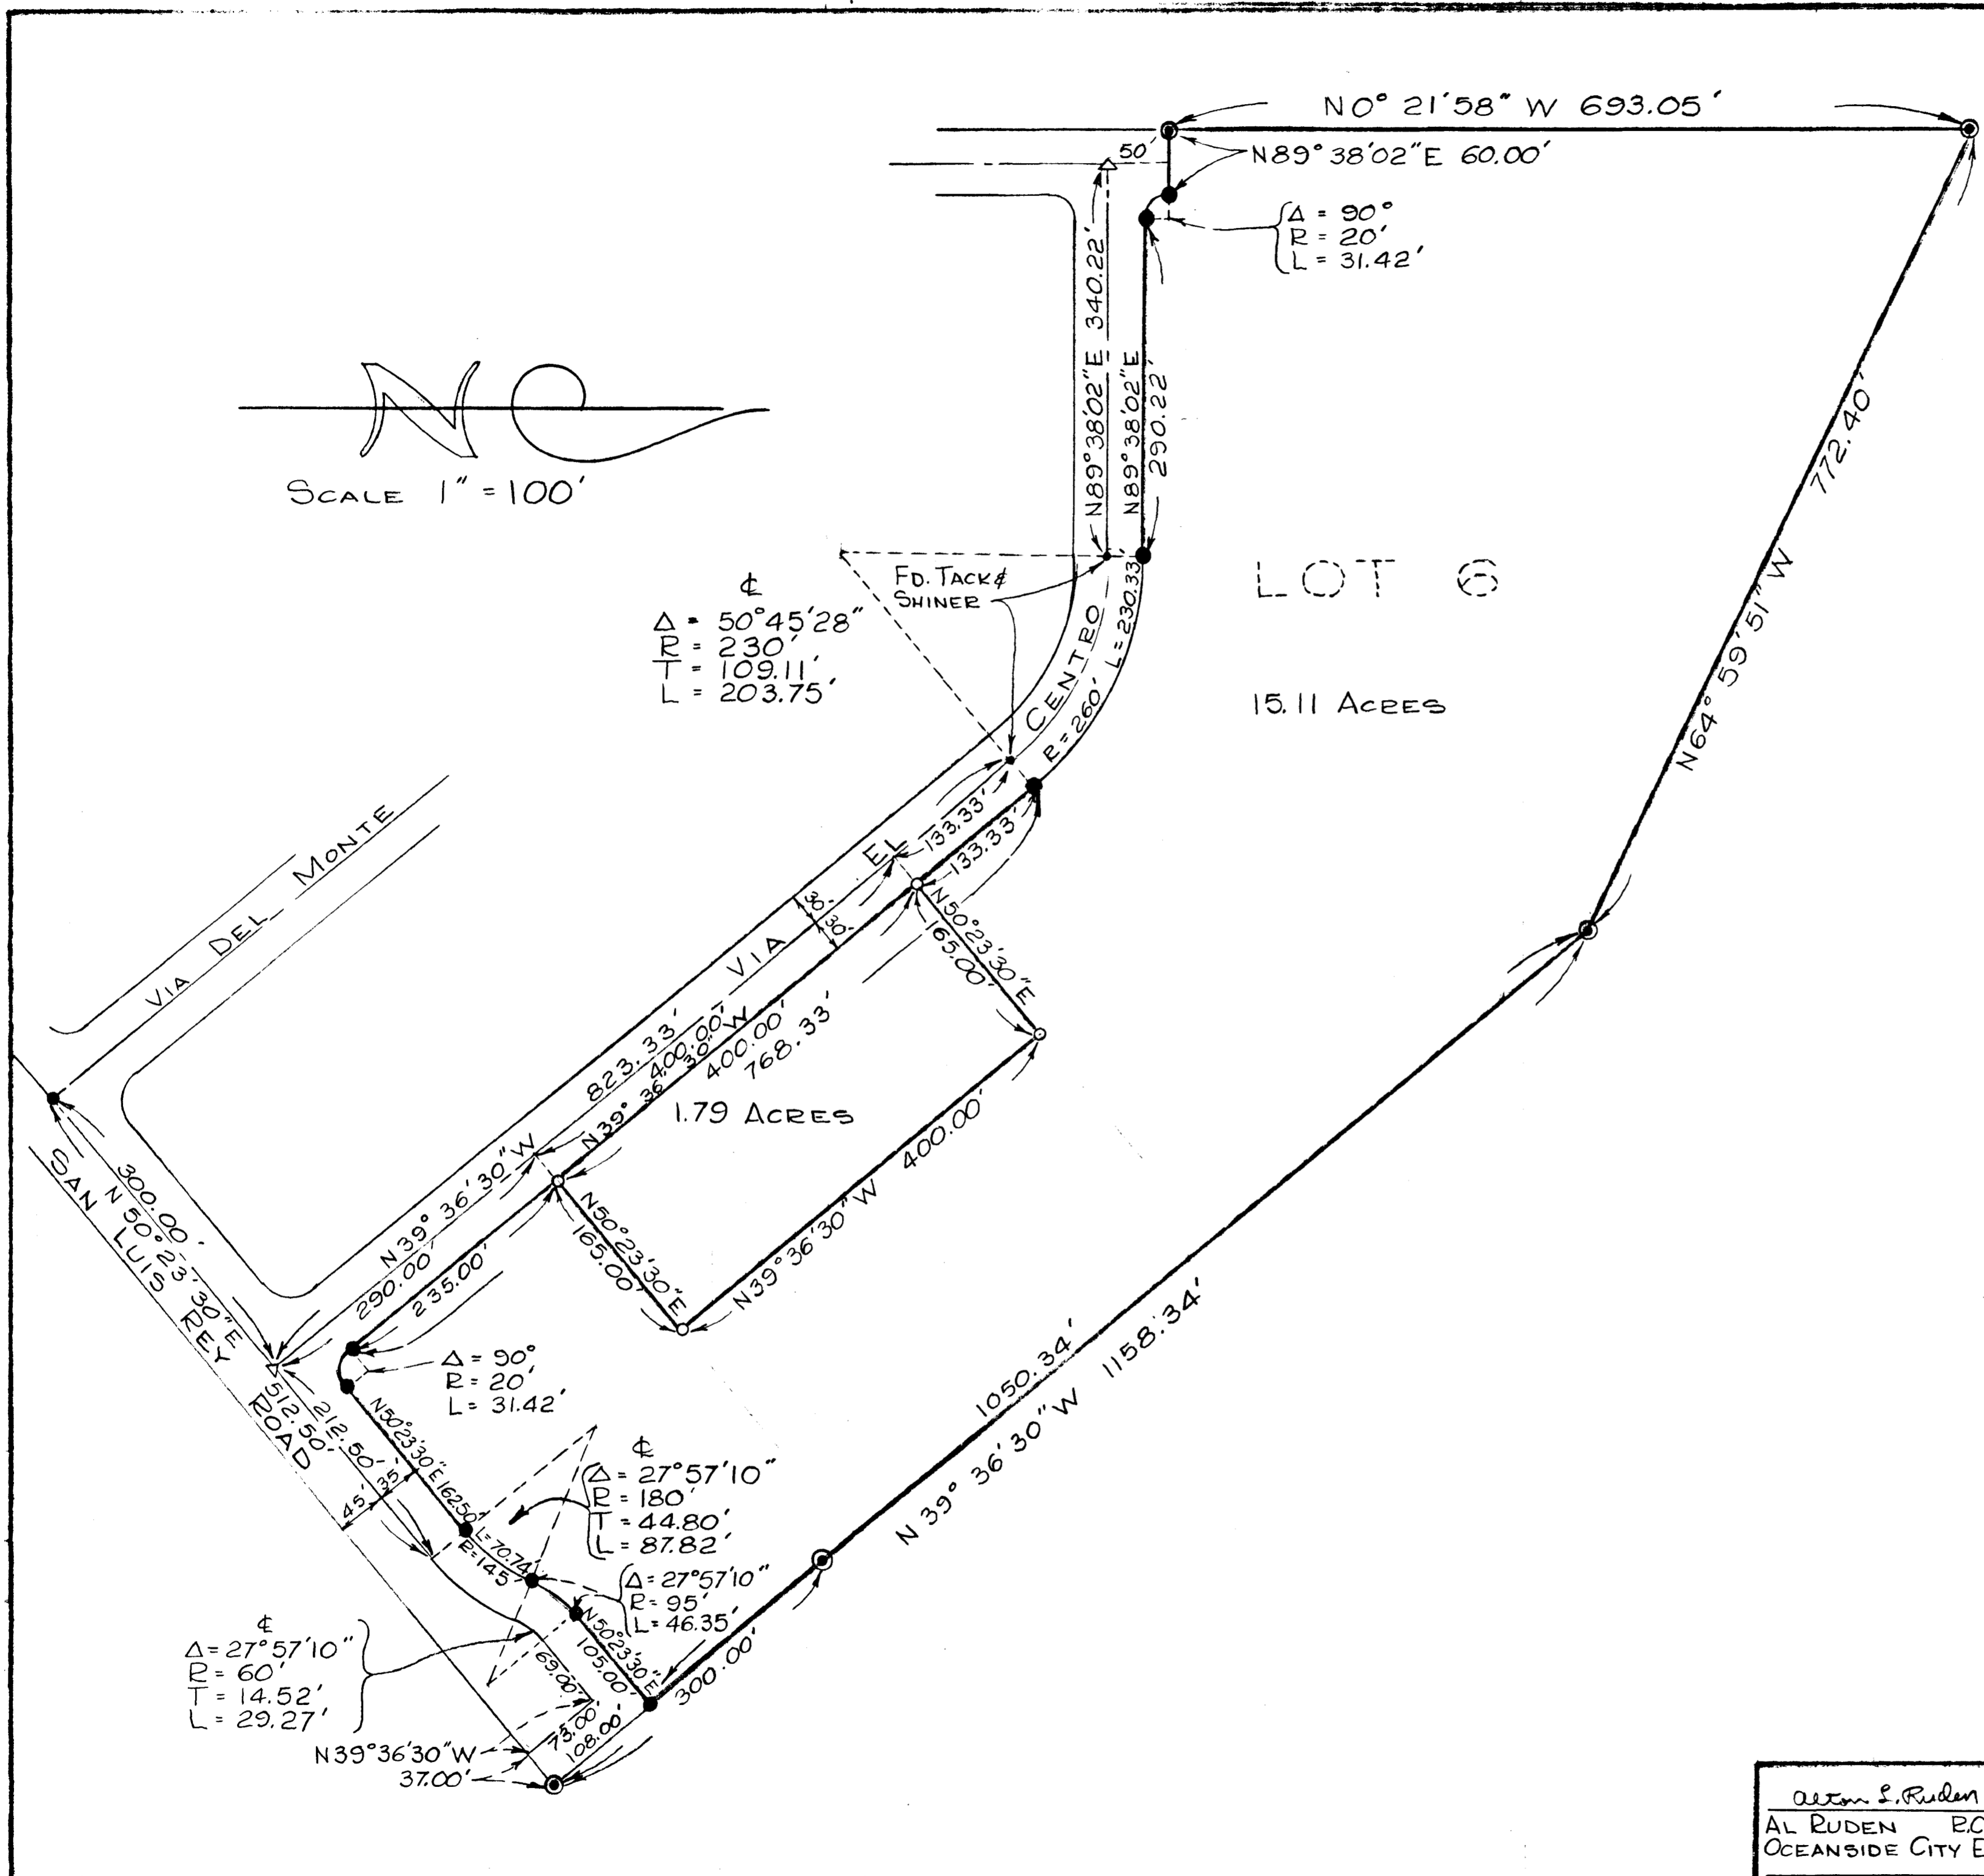 N0° 21'58" W 693.05'
50'
N89°38'02"E 60.00'
Δ = 90°
R = 20'
L = 31.42'
N89°38'02"E 340.22'
N89°38'02"E
290.22'
N
SCALE 1" = 100'
772.40'
N64° 59' 51" W
FD. TACK &
SHINER
LOT 6
15.11 ACRES
℄
Δ = 50°45'28"
R = 230'
T = 109.11'
L = 203.75'
R = 260' L = 230.33'
VIA EL CENTRO
133.33'
133.33'
30'
30'
N50°23'30"E
165.00'
VIA DEL MONTE
823.33'
400.00'
N39° 36' 30" W
400.00'
768.33'
1.79 ACRES
400.00'
N39°36'30"W
N50°23'30"E
165.00'
N39° 36' 30" W
290.00'
235.00'
300.00'
N50°23'30"E
SAN LUIS REY ROAD
512.50'
212.50'
35'
45'
Δ = 90°
R = 20'
L = 31.42'
N50°23'30"E 162.50'
℄
Δ = 27°57'10"
R = 180'
T = 44.80'
L = 87.82'
L = 70.74'
R = 145'
Δ = 27°57'10"
R = 95'
L = 46.35'
1050.34'
N 39° 36' 30" W 1158.34'
N50°23'30"E
105.00'
300.00'
69.00'
73.00'
108.00'
℄
Δ = 27°57'10"
R = 60'
T = 14.52'
L = 29.27'
N39°36'30"W
37.00'
Alton L. Ruden
AL RUDEN R.C
OCEANSIDE CITY E